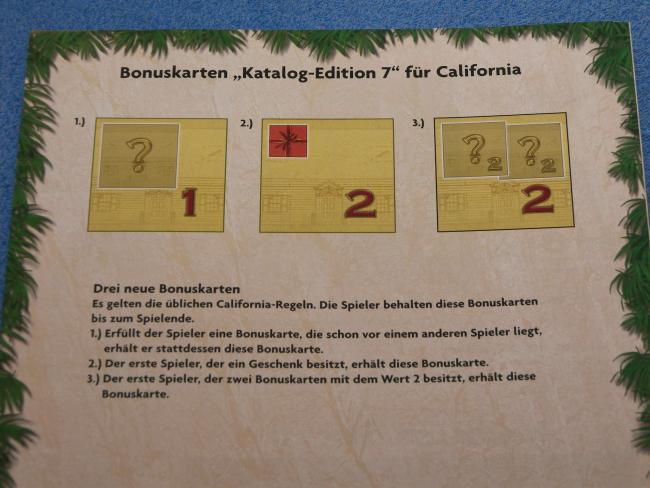 Bonuskarten „Katalog-Edition 7“ für California
1.) 2.) 3.)
? ? 2 ? 2
1 2 2
Drei neue Bonuskarten
Es gelten die üblichen California-Regeln. Die Spieler behalten diese Bonuskarten
bis zum Spielende.
1.) Erfüllt der Spieler eine Bonuskarte, die schon vor einem anderen Spieler liegt,
erhält er stattdessen diese Bonuskarte.
2.) Der erste Spieler, der ein Geschenk besitzt, erhält diese Bonuskarte.
3.) Der erste Spieler, der zwei Bonuskarten mit dem Wert 2 besitzt, erhält diese
Bonuskarte.